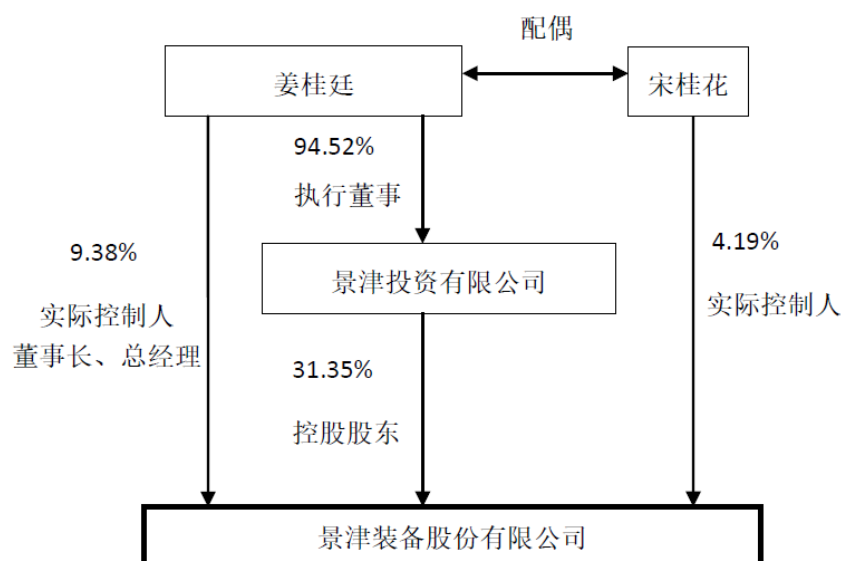 配偶
姜桂廷
宋桂花
94.52%
执行董事
9.38%
4.19%
景津投资有限公司
实际控制人
董事长、总经理
实际控制人
31.35%
控股股东
景津装备股份有限公司